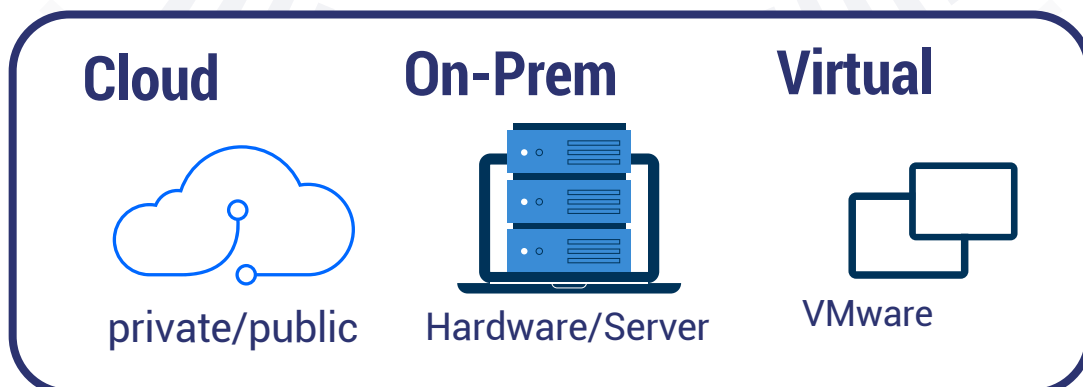 Cloud
On-Prem
Virtual
private/public
Hardware/Server
VMware